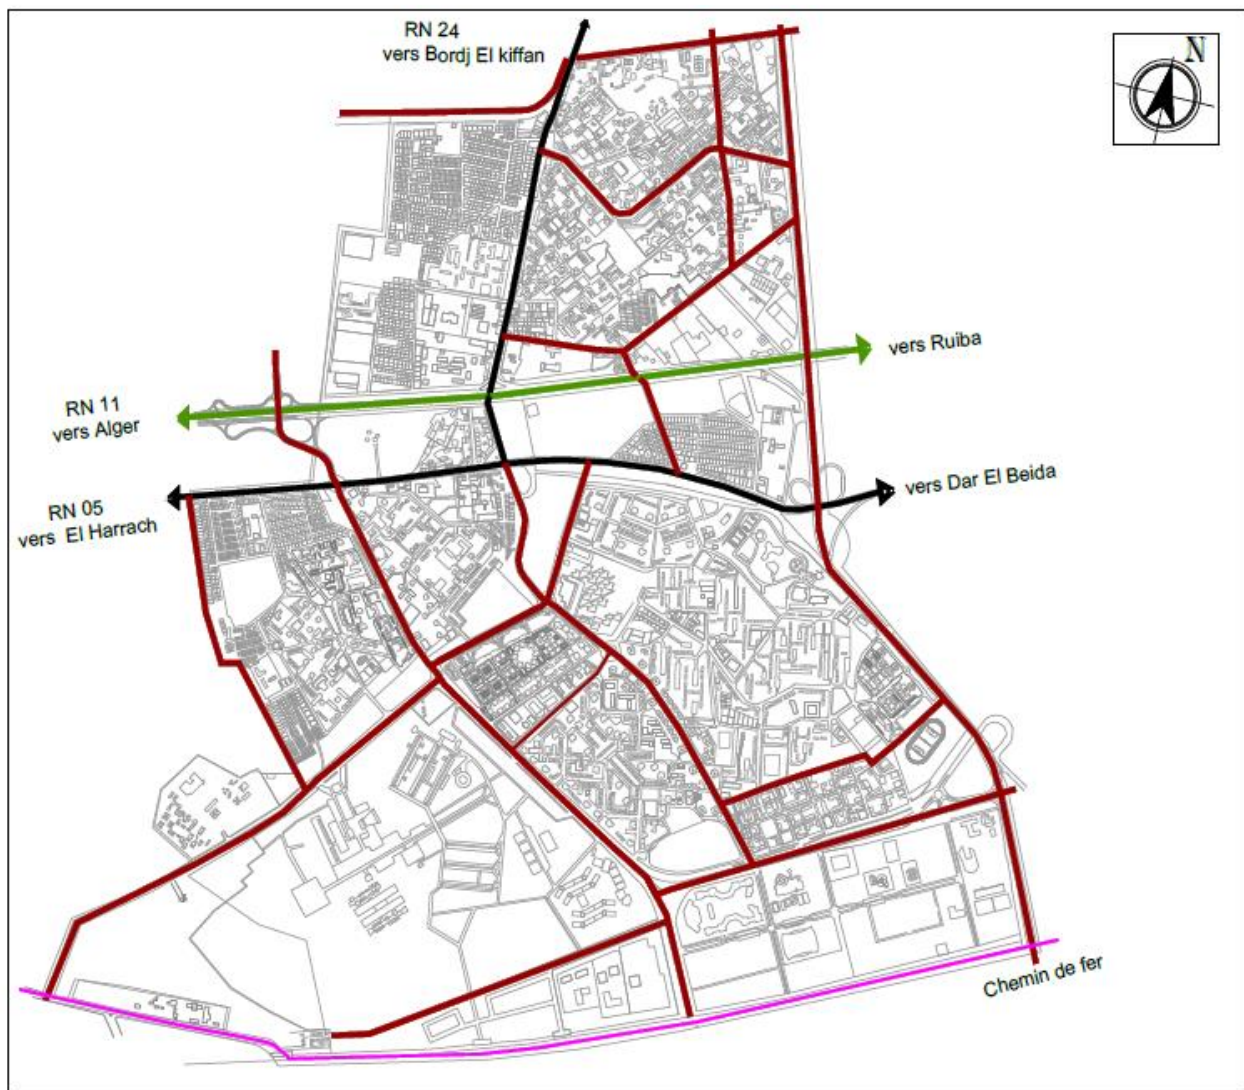 RN 24
vers Bordj El kiffan
N
vers Ruiba
RN 11
vers Alger
vers Dar El Beida
RN 05
vers El Harrach
Chemin de fer